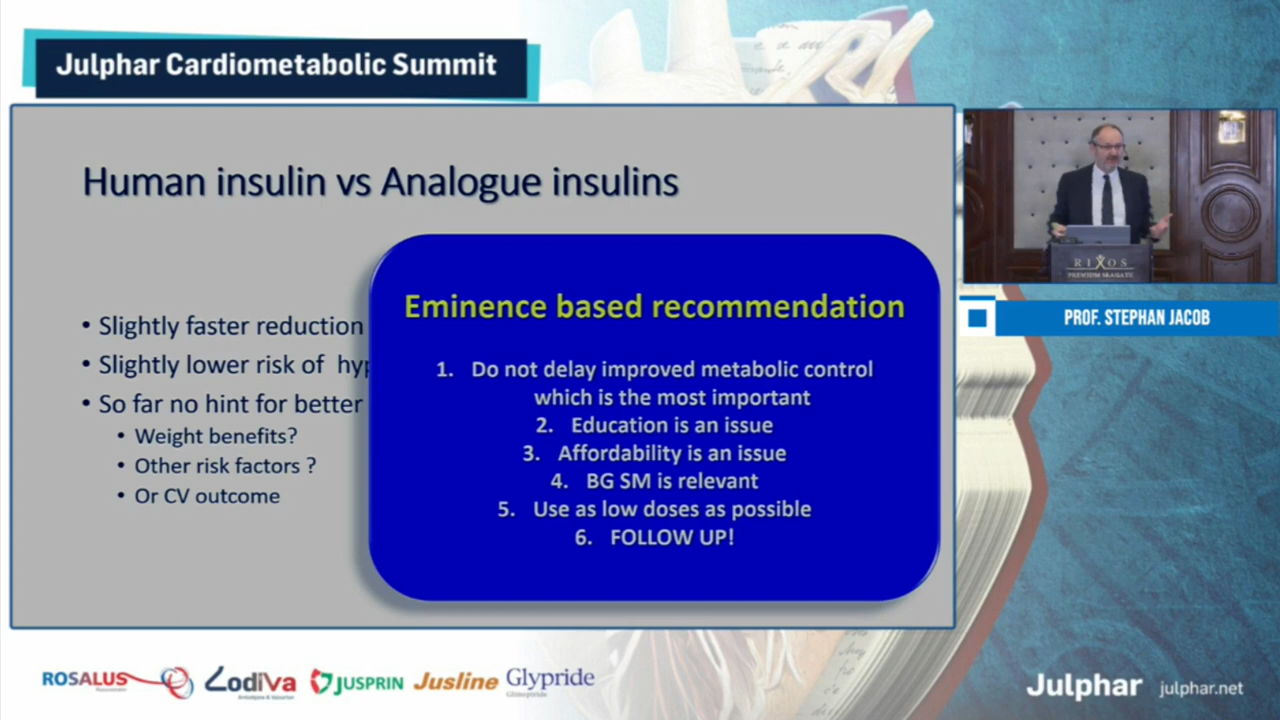 Julphar Cardiometabolic Summit
Human insulin vs Analogue insulins
• Slightly faster reduction
• Slightly lower risk of hyp
• So far no hint for better
• Weight benefits?
• Other risk factors ?
• Or CV outcome
Eminence based recommendation
1. Do not delay improved metabolic control
which is the most important
2. Education is an issue
3. Affordability is an issue
4. BG SM is relevant
5. Use as low doses as possible
6. FOLLOW UP!
RIXOS
PREMIUM
PROF. STEPHAN JACOB
ROSALUS
Lodiva
Amlodipine & Valsartan
JUSPRIN
Jusline
Glypride
Glimepiride
Julphar
julphar.net